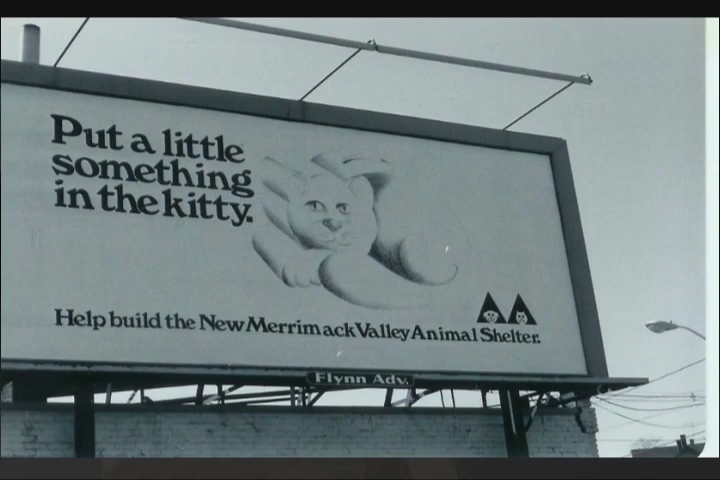 Put a little
something
in the kitty.
Help build the New Merrimack Valley Animal Shelter.
Flynn Adv.